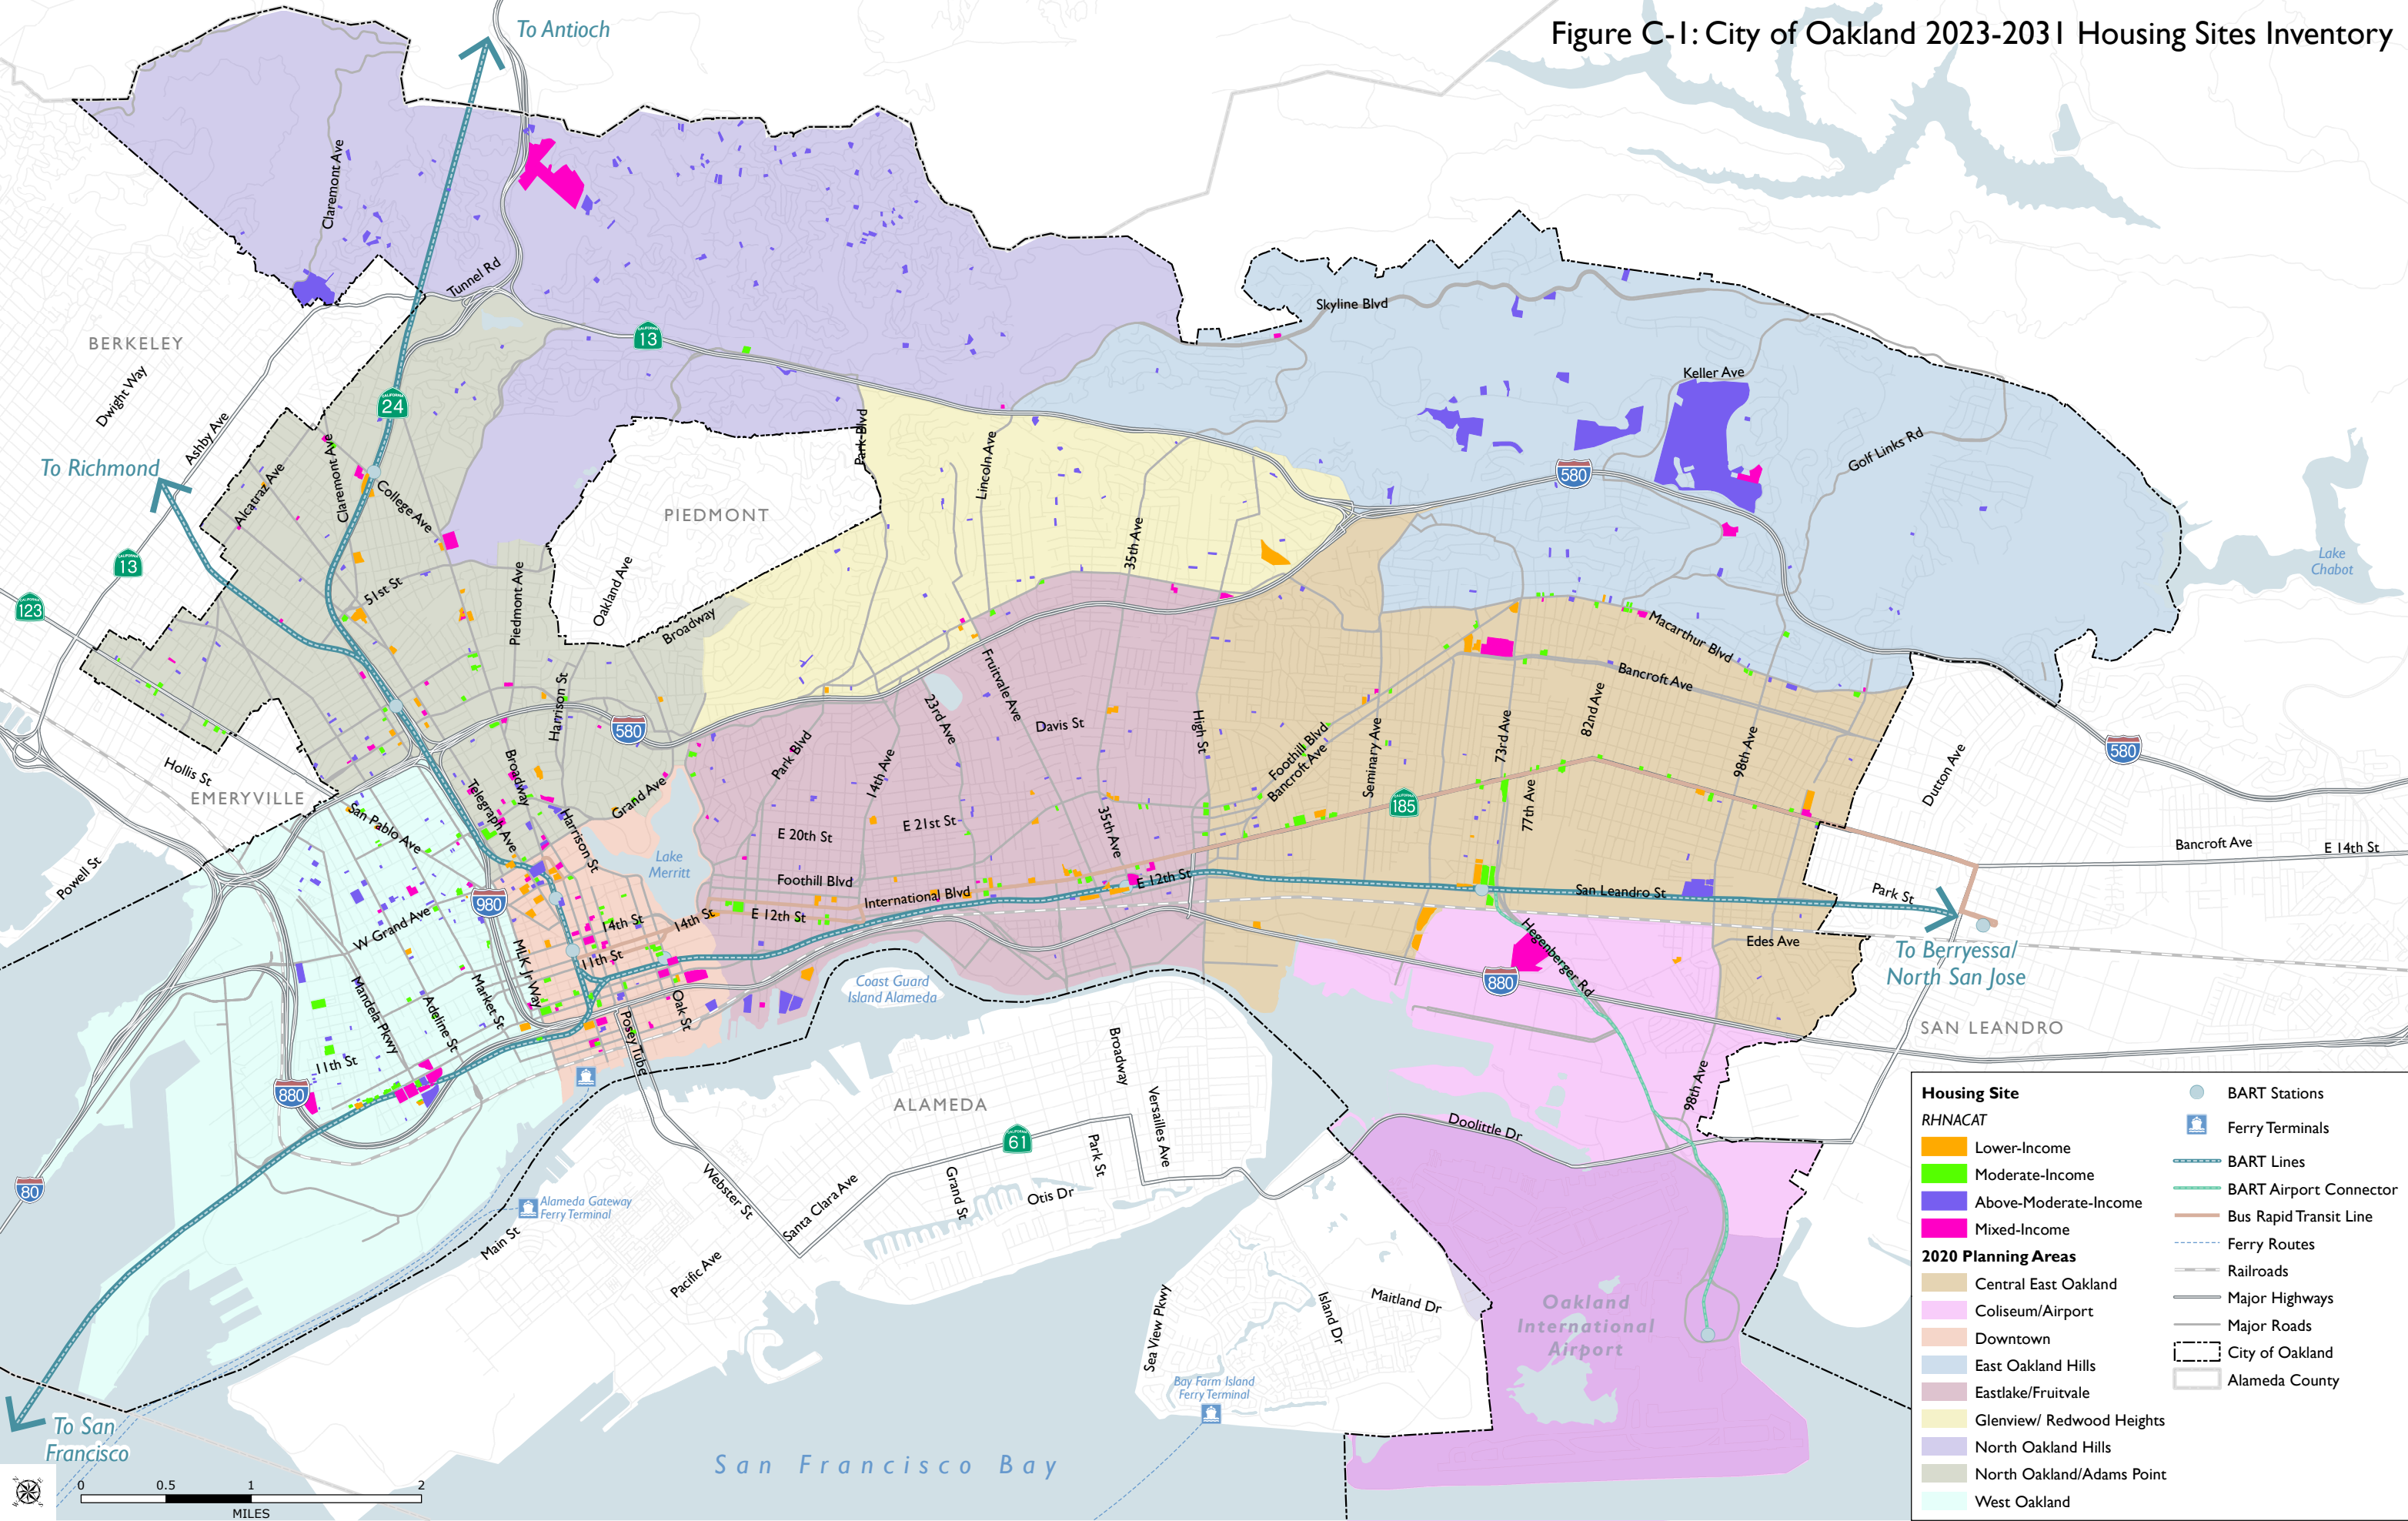 Figure C-1: City of Oakland 2023-2031 Housing Sites Inventory
To Antioch
Claremont Ave
Tunnel Rd
CALIFORNIA
13
BERKELEY
Dwight Way
Ashby Ave
CALIFORNIA
24
To Richmond
Alcatraz Ave
Claremont Ave
College Ave
CALIFORNIA
13
CALIFORNIA
123
51st St
Piedmont Ave
Oakland Ave
Broadway
PIEDMONT
Park Blvd
Lincoln Ave
35th Ave
Skyline Blvd
Keller Ave
580
Golf Links Rd
Lake
Chabot
Macarthur Blvd
Bancroft Ave
Hollis St
EMERYVILLE
Powell St
San Pablo Ave
Telegraph Ave
Broadway
Harrison St
Harrison St
580
Grand Ave
Lake
Merritt
Park Blvd
14th Ave
23rd Ave
Fruitvale Ave
Davis St
35th Ave
High St
E 20th St
E 21st St
Foothill Blvd
International Blvd
E 12th St
E 12th St
Foothill Blvd
Bancroft Ave
Seminary Ave
CALIFORNIA
185
73rd Ave
77th Ave
82nd Ave
98th Ave
580
Dutton Ave
Bancroft Ave
E 14th St
Park St
San Leandro St
To Berryessa/
North San Jose
Edes Ave
SAN LEANDRO
Hegenberger Rd
880
98th Ave
Doolittle Dr
980
W Grand Ave
MLK Jr Way
14th St
14th St
11th St
Oak St
Posey Tube
Market St
Adeline St
Mandela Pkwy
11th St
880
80
Coast Guard
Island Alameda
ALAMEDA
Broadway
Versailles Ave
Park St
CALIFORNIA
61
Otis Dr
Grand St
Santa Clara Ave
Webster St
Pacific Ave
Main St
Alameda Gateway
Ferry Terminal
Sea View Pkwy
Island Dr
Maitland Dr
Bay Farm Island
Ferry Terminal
Oakland
International
Airport
San Francisco Bay
To San
Francisco
N
E
S
W
0 0.5 1 2
MILES
Housing Site
RHNACAT
Lower-Income
Moderate-Income
Above-Moderate-Income
Mixed-Income
2020 Planning Areas
Central East Oakland
Coliseum/Airport
Downtown
East Oakland Hills
Eastlake/Fruitvale
Glenview/ Redwood Heights
North Oakland Hills
North Oakland/Adams Point
West Oakland
BART Stations
Ferry Terminals
BART Lines
BART Airport Connector
Bus Rapid Transit Line
Ferry Routes
Railroads
Major Highways
Major Roads
City of Oakland
Alameda County